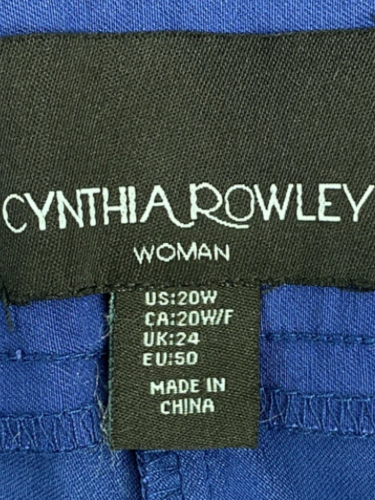 CYNTHIA ROWLEY
WOMAN
US:20W
CA:20W/F
UK:24
EU:50
MADE IN
CHINA